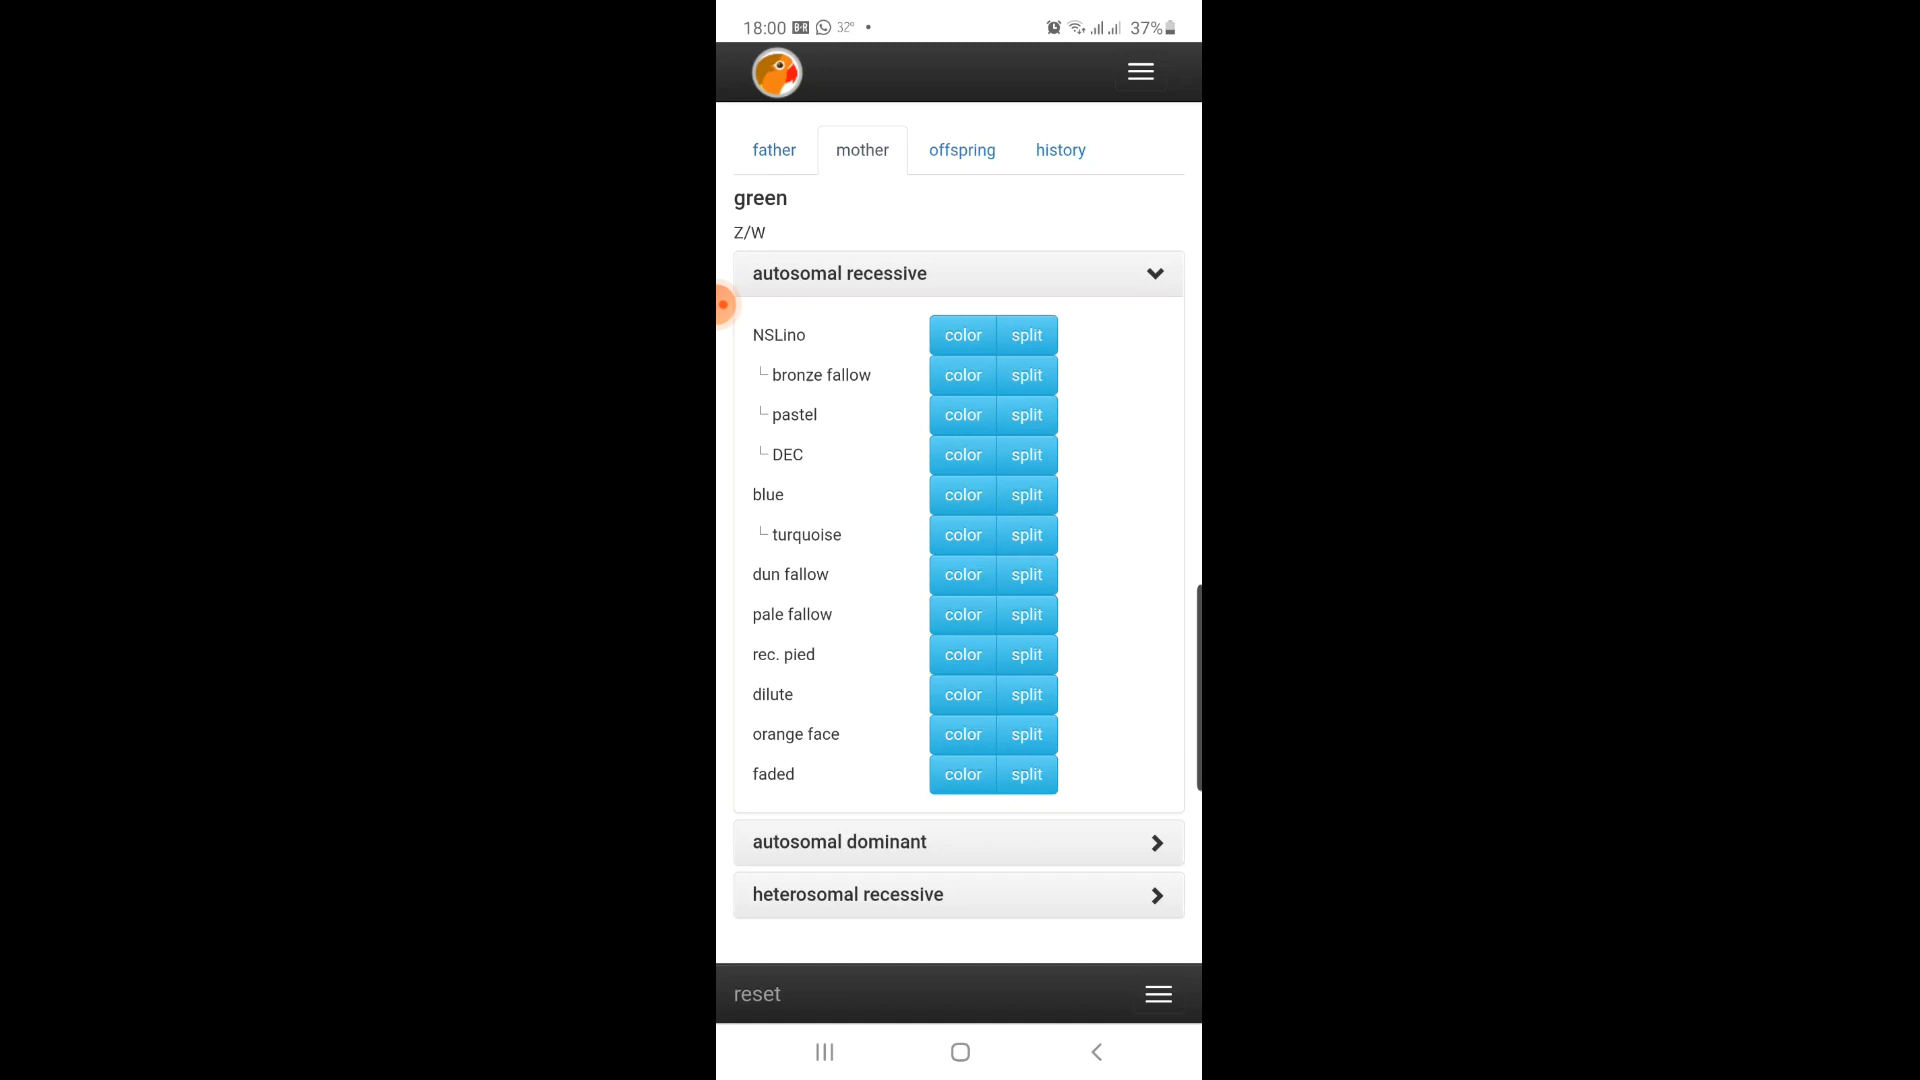 18:00 B·R 32° • 37%
father mother offspring history
green
Z/W
autosomal recessive
NSLino color split
bronze fallow color split
pastel color split
DEC color split
blue color split
turquoise color split
dun fallow color split
pale fallow color split
rec. pied color split
dilute color split
orange face color split
faded color split
autosomal dominant
heterosomal recessive
reset